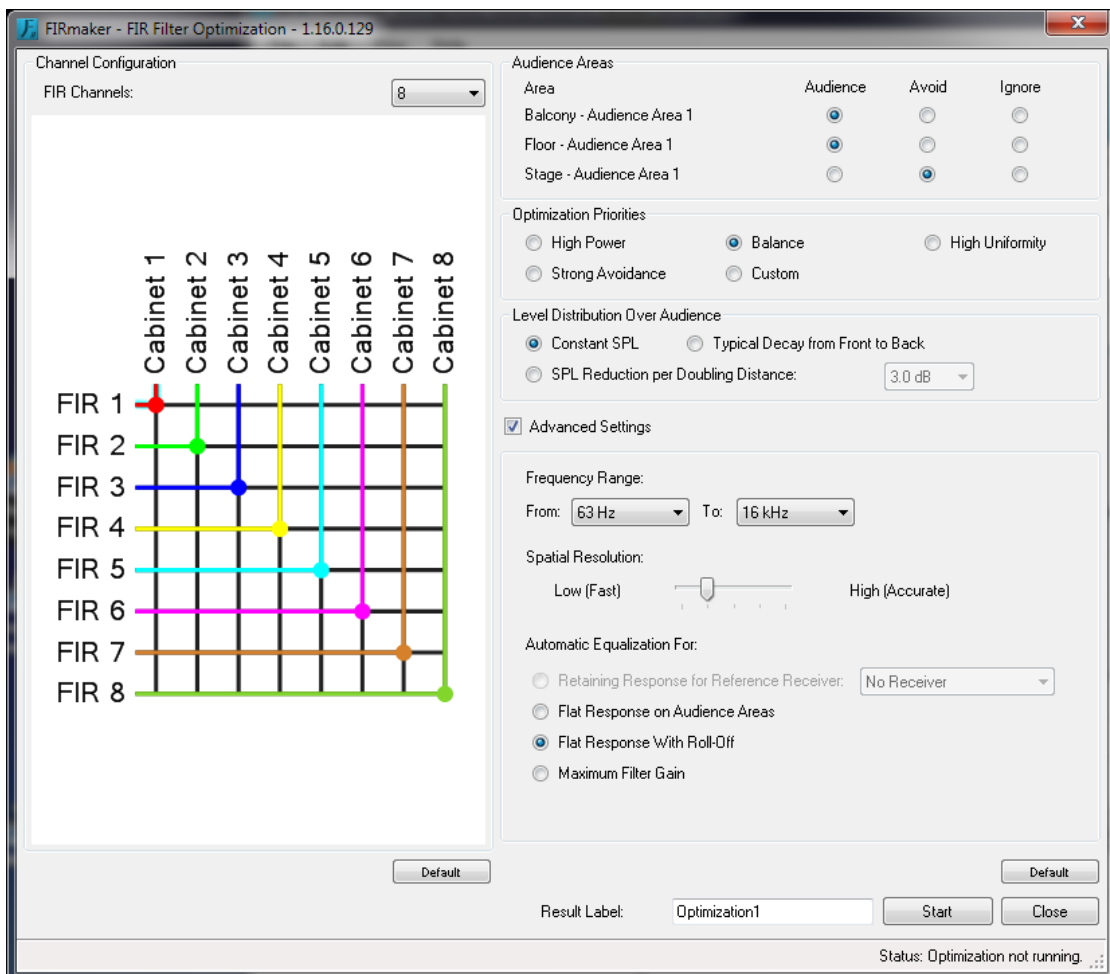 FIRmaker - FIR Filter Optimization - 1.16.0.129
Channel Configuration
FIR Channels: 8
Cabinet 1
Cabinet 2
Cabinet 3
Cabinet 4
Cabinet 5
Cabinet 6
Cabinet 7
Cabinet 8
FIR 1
FIR 2
FIR 3
FIR 4
FIR 5
FIR 6
FIR 7
FIR 8
Default
Audience Areas
Area Audience Avoid Ignore
Balcony - Audience Area 1
Floor - Audience Area 1
Stage - Audience Area 1
Optimization Priorities
High Power Balance High Uniformity
Strong Avoidance Custom
Level Distribution Over Audience
Constant SPL Typical Decay from Front to Back
SPL Reduction per Doubling Distance: 3.0 dB
Advanced Settings
Frequency Range:
From: 63 Hz To: 16 kHz
Spatial Resolution:
Low (Fast) High (Accurate)
Automatic Equalization For:
Retaining Response for Reference Receiver: No Receiver
Flat Response on Audience Areas
Flat Response With Roll-Off
Maximum Filter Gain
Default
Result Label: Optimization1 Start Close
Status: Optimization not running.